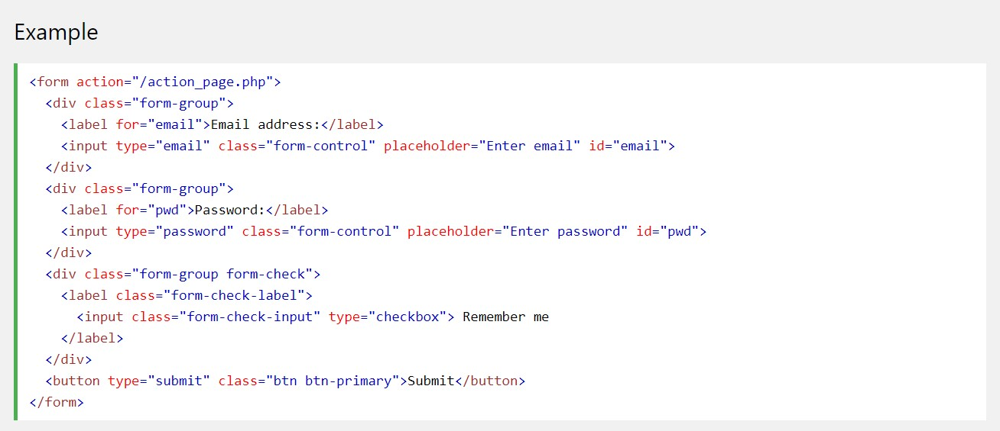 Example
<form action="/action_page.php">
  <div class="form-group">
    <label for="email">Email address:</label>
    <input type="email" class="form-control" placeholder="Enter email" id="email">
  </div>
  <div class="form-group">
    <label for="pwd">Password:</label>
    <input type="password" class="form-control" placeholder="Enter password" id="pwd">
  </div>
  <div class="form-group form-check">
    <label class="form-check-label">
      <input class="form-check-input" type="checkbox"> Remember me
    </label>
  </div>
  <button type="submit" class="btn btn-primary">Submit</button>
</form>